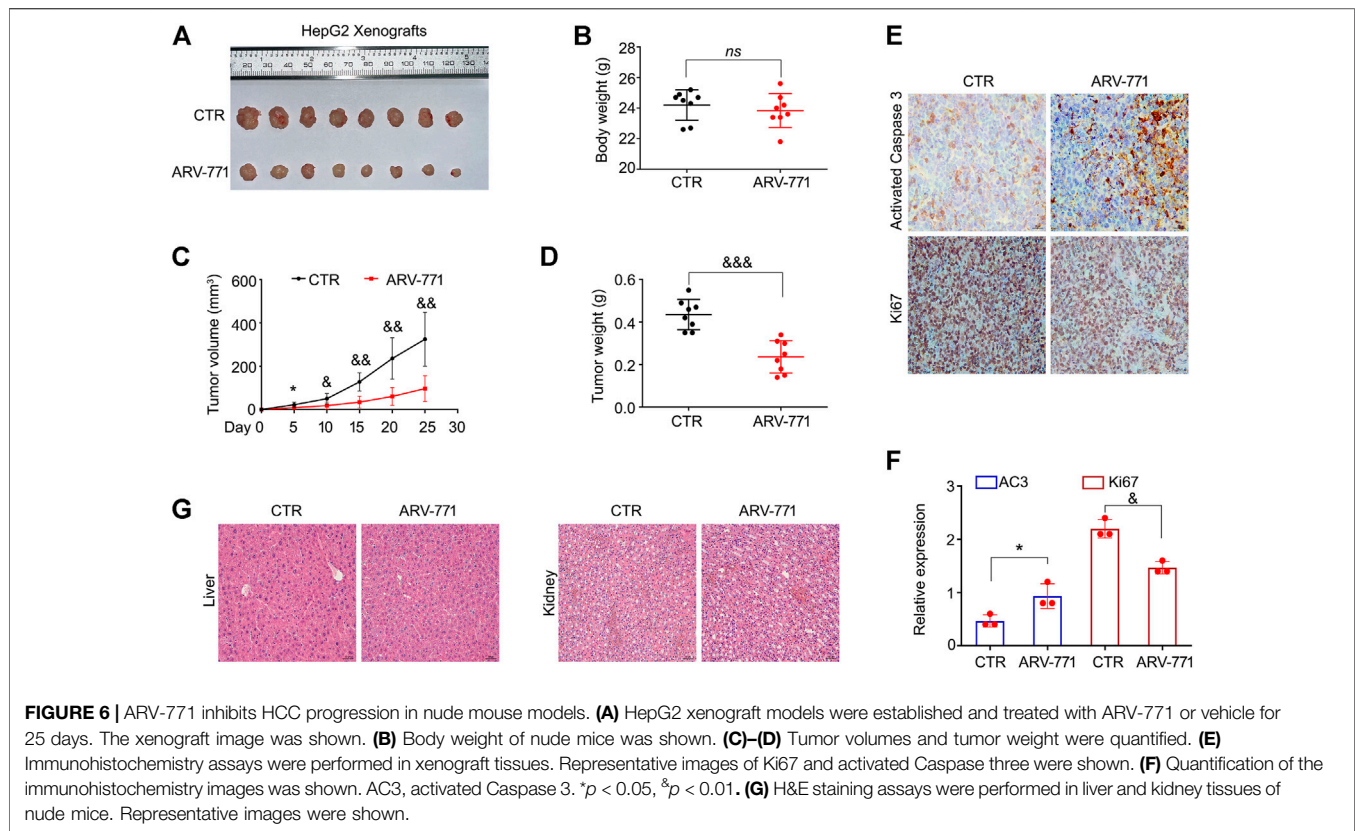 A
HepG2 Xenografts
CTR
ARV-771
B
Body weight (g)
28
26
24
22
20
ns
CTR
ARV-771
C
CTR
ARV-771
Tumor volume (mm³)
600
400
200
0
*
&
&&
&&
&&
Day 0 5 10 15 20 25 30
D
Tumor weight (g)
0.6
0.4
0.2
0.0
&&&
CTR
ARV-771
E
CTR
ARV-771
Activated Caspase 3
Ki67
F
AC3
Ki67
Relative expression
3
2
1
0
*
&
CTR ARV-771 CTR ARV-771
G
CTR
ARV-771
Liver
CTR
ARV-771
Kidney
FIGURE 6 | ARV-771 inhibits HCC progression in nude mouse models. (A) HepG2 xenograft models were established and treated with ARV-771 or vehicle for
25 days. The xenograft image was shown. (B) Body weight of nude mice was shown. (C)–(D) Tumor volumes and tumor weight were quantified. (E)
Immunohistochemistry assays were performed in xenograft tissues. Representative images of Ki67 and activated Caspase three were shown. (F) Quantification of the
immunohistochemistry images was shown. AC3, activated Caspase 3. *p < 0.05, &p < 0.01. (G) H&E staining assays were performed in liver and kidney tissues of
nude mice. Representative images were shown.